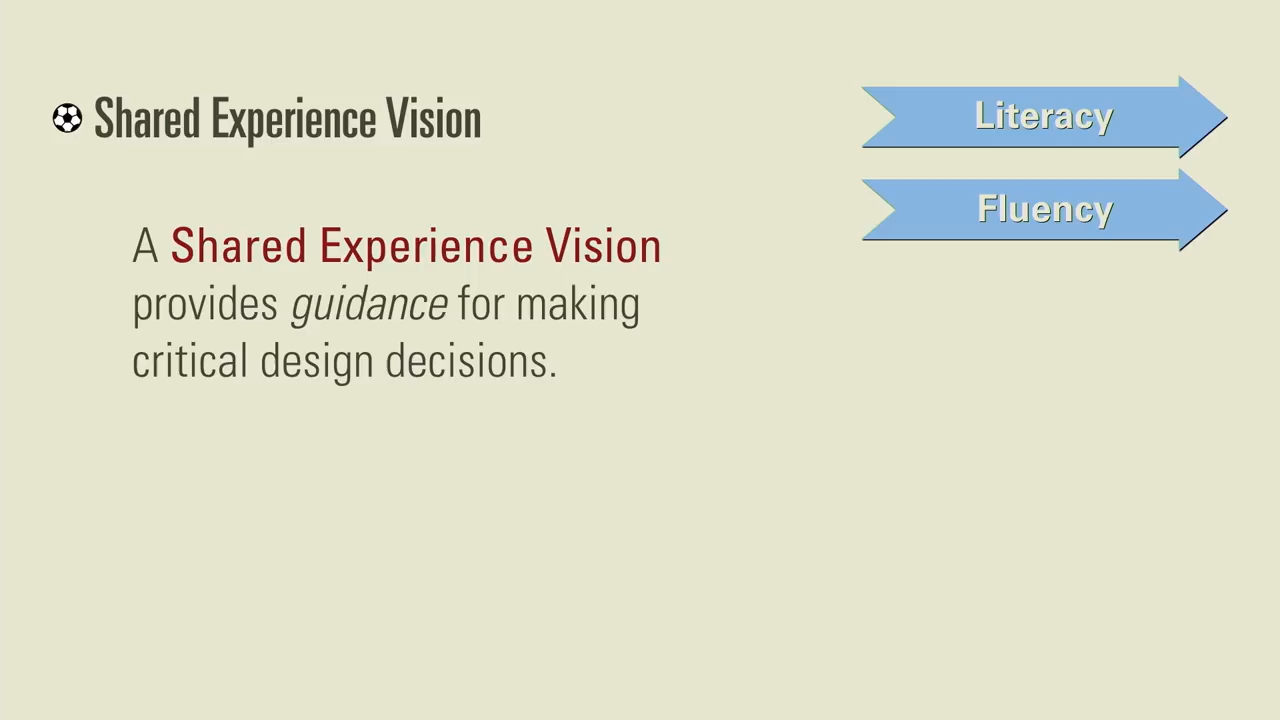 Shared Experience Vision
Literacy
Fluency
A Shared Experience Vision
provides guidance for making
critical design decisions.